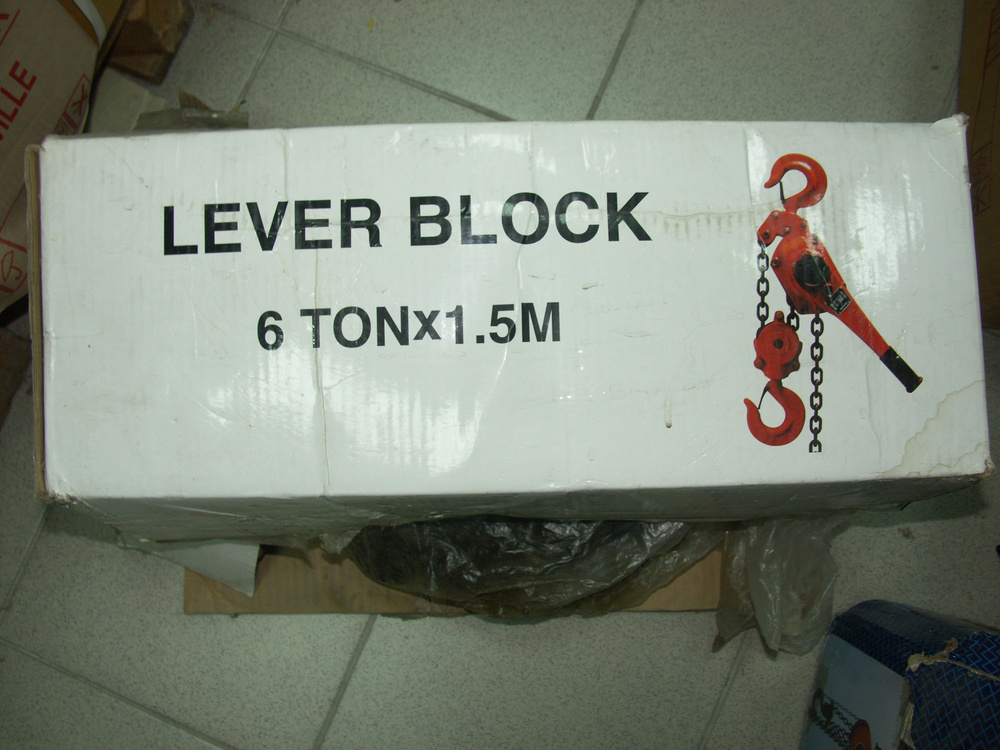 LEVER BLOCK
6 TONx1.5M